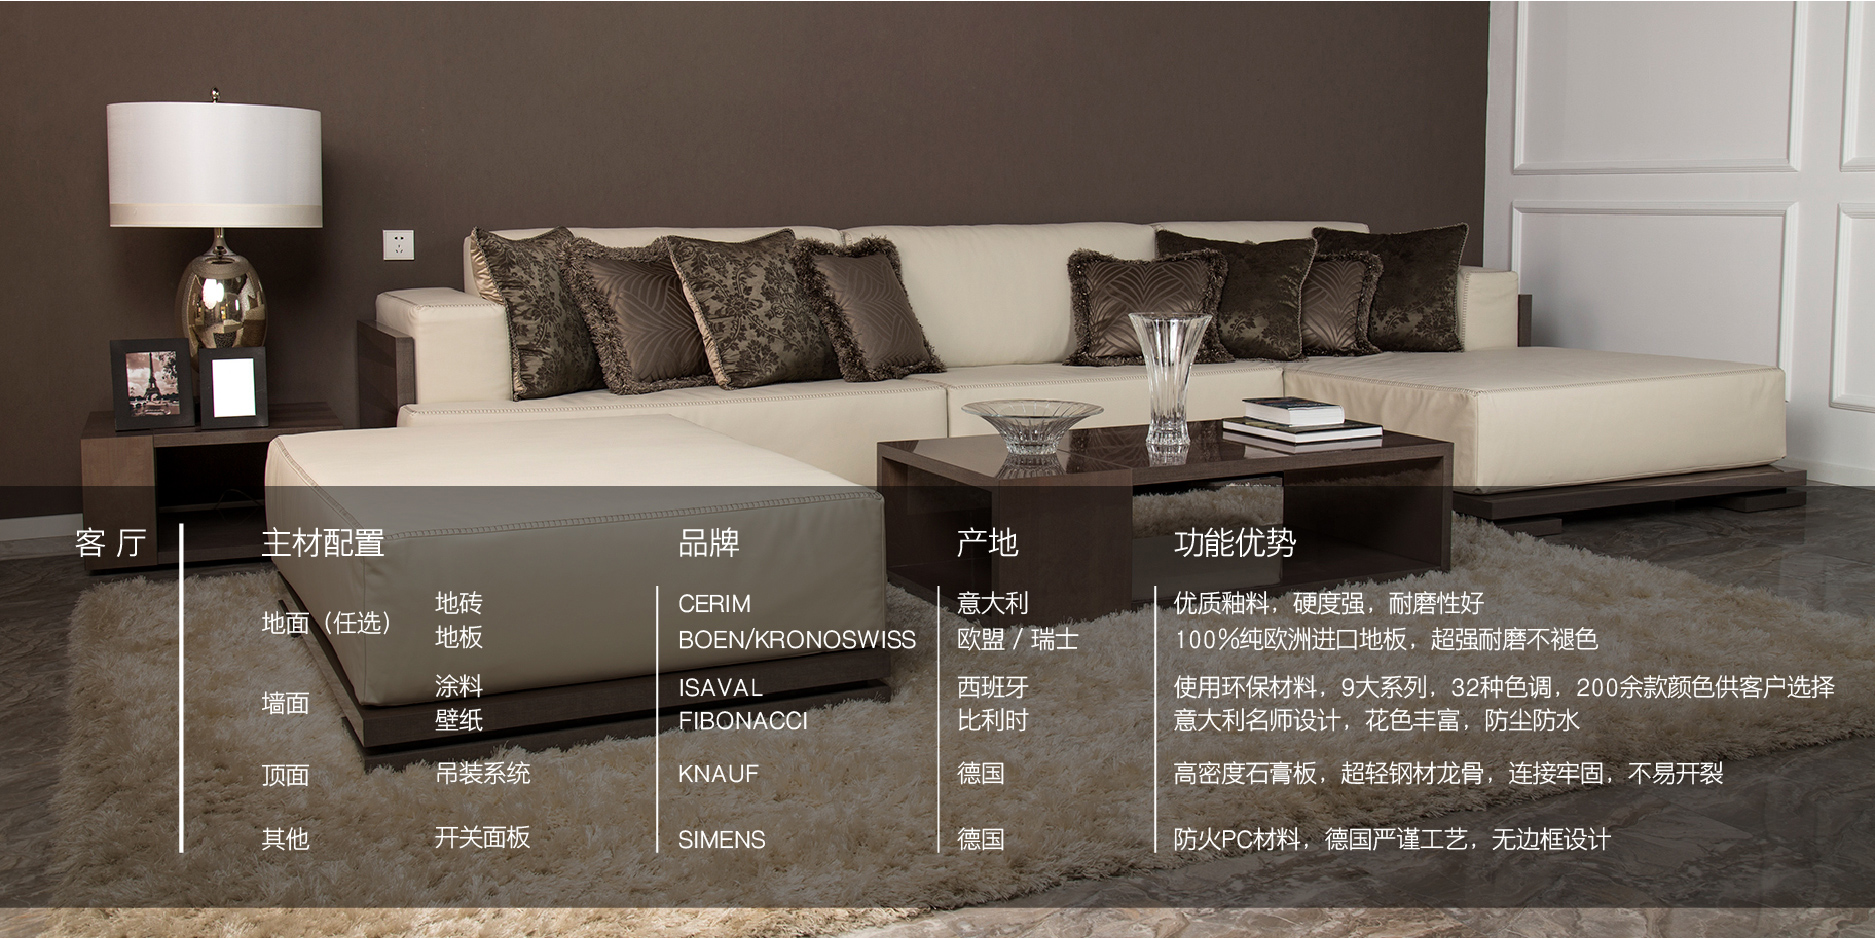 客 厅
主材配置 品牌 产地 功能优势
地面（任选） 地砖 CERIM 意大利 优质釉料，硬度强，耐磨性好
地板 BOEN/KRONOSWISS 欧盟 / 瑞士 100%纯欧洲进口地板，超强耐磨不褪色
墙面 涂料 ISAVAL 西班牙 使用环保材料，9大系列，32种色调，200余款颜色供客户选择
壁纸 FIBONACCI 比利时 意大利名师设计，花色丰富，防尘防水
顶面 吊装系统 KNAUF 德国 高密度石膏板，超轻钢材龙骨，连接牢固，不易开裂
其他 开关面板 SIMENS 德国 防火PC材料，德国严谨工艺，无边框设计